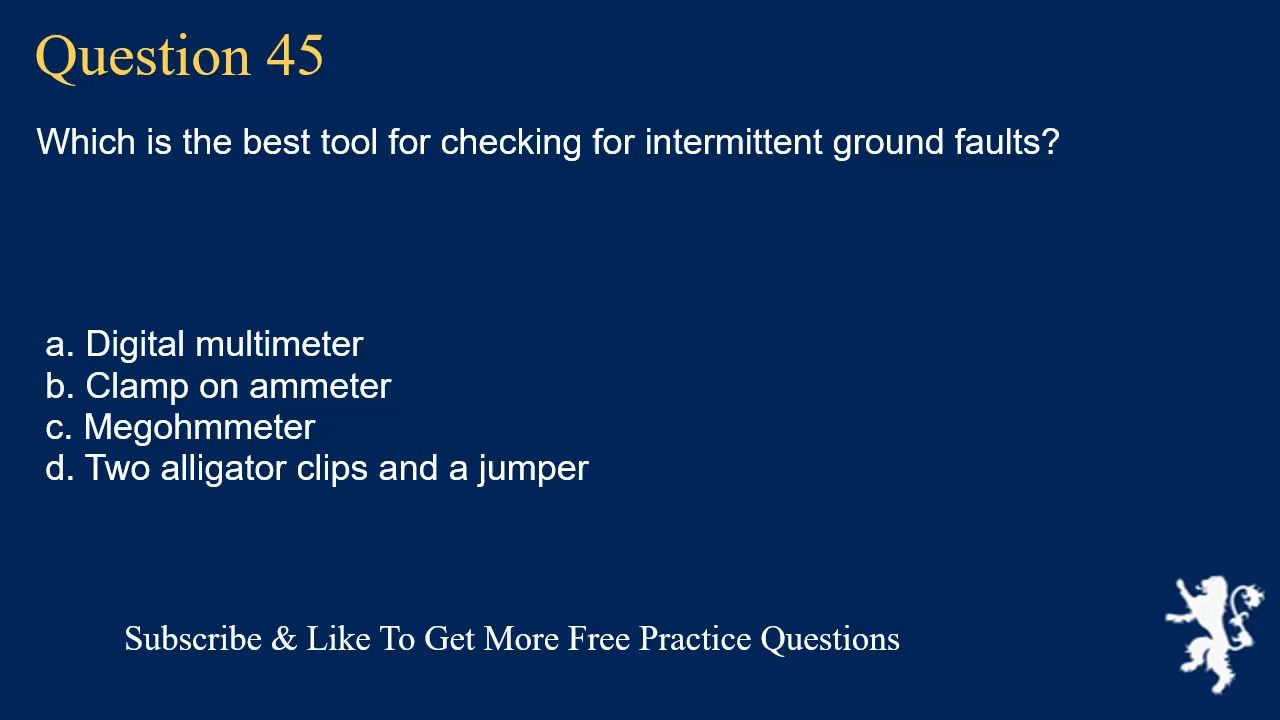 Question 45
Which is the best tool for checking for intermittent ground faults?
a. Digital multimeter
b. Clamp on ammeter
c. Megohmmeter
d. Two alligator clips and a jumper
Subscribe & Like To Get More Free Practice Questions